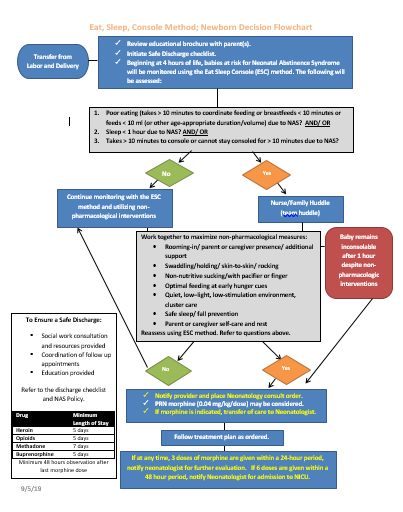 Eat, Sleep, Console Method; Newborn Decision Flowchart
Transfer from
Labor and Delivery
✓ Review educational brochure with parent(s).
✓ Initiate Safe Discharge checklist.
✓ Beginning at 4 hours of life, babies at risk for Neonatal Abstinence Syndrome
will be monitored using the Eat Sleep Console (ESC) method. The following will
be assessed:
1. Poor eating (takes > 10 minutes to coordinate feeding or breastfeeds < 10 minutes or
feeds < 10 ml (or other age-appropriate duration/volume) due to NAS? AND/ OR
2. Sleep < 1 hour due to NAS? AND/ OR
3. Takes > 10 minutes to console or cannot stay consoled for > 10 minutes due to NAS?
No
Yes
Continue monitoring with the ESC
method and utilizing non-
pharmacological interventions
Nurse/Family Huddle
(team huddle)
Work together to maximize non-pharmacological measures:
• Rooming-in/ parent or caregiver presence/ additional
support
• Swaddling/holding/ skin-to-skin/ rocking
• Non-nutritive sucking/with pacifier or finger
• Optimal feeding at early hunger cues
• Quiet, low-light, low-stimulation environment,
cluster care
• Safe sleep/ fall prevention
• Parent or caregiver self-care and rest
Reassess using ESC method. Refer to questions above.
Baby remains
inconsolable
after 1 hour
despite non-
pharmacologic
interventions
To Ensure a Safe Discharge:
• Social work consultation
and resources provided
• Coordination of follow up
appointments
• Education provided
Refer to the discharge checklist
and NAS Policy.
Drug Minimum
Length of Stay
Heroin 5 days
Opioids 5 days
Methadone 7 days
Buprenorphine 5 days
Minimum 48 hours observation after
last morphine dose
No
Yes
✓ Notify provider and place Neonatology consult order.
✓ PRN morphine (0.04 mg/kg/dose) may be considered.
✓ If morphine is indicated, transfer of care to Neonatologist.
Follow treatment plan as ordered.
If at any time, 3 doses of morphine are given within a 24-hour period,
notify neonatologist for further evaluation. If 6 doses are given within a
48 hour period, notify Neonatologist for admission to NICU.
9/5/19